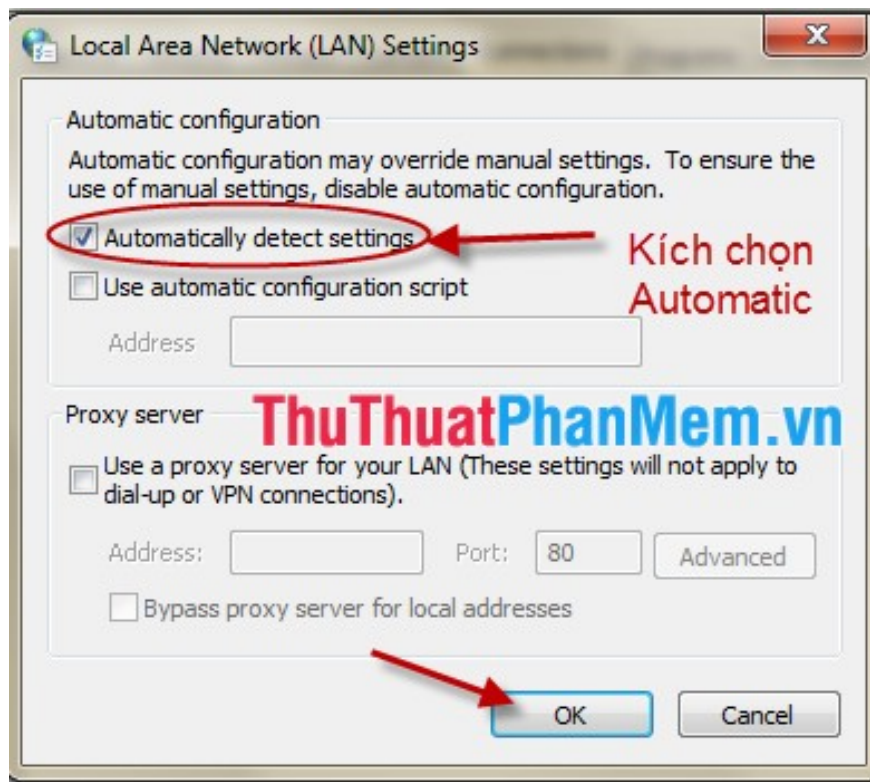 Local Area Network (LAN) Settings
Automatic configuration
Automatic configuration may override manual settings. To ensure the
use of manual settings, disable automatic configuration.
Automatically detect settings
Kích chọn
Automatic
Use automatic configuration script
Address
ThuThuatPhanMem.vn
Proxy server
Use a proxy server for your LAN (These settings will not apply to
dial-up or VPN connections).
Address:
Port: 80
Advanced
Bypass proxy server for local addresses
OK
Cancel